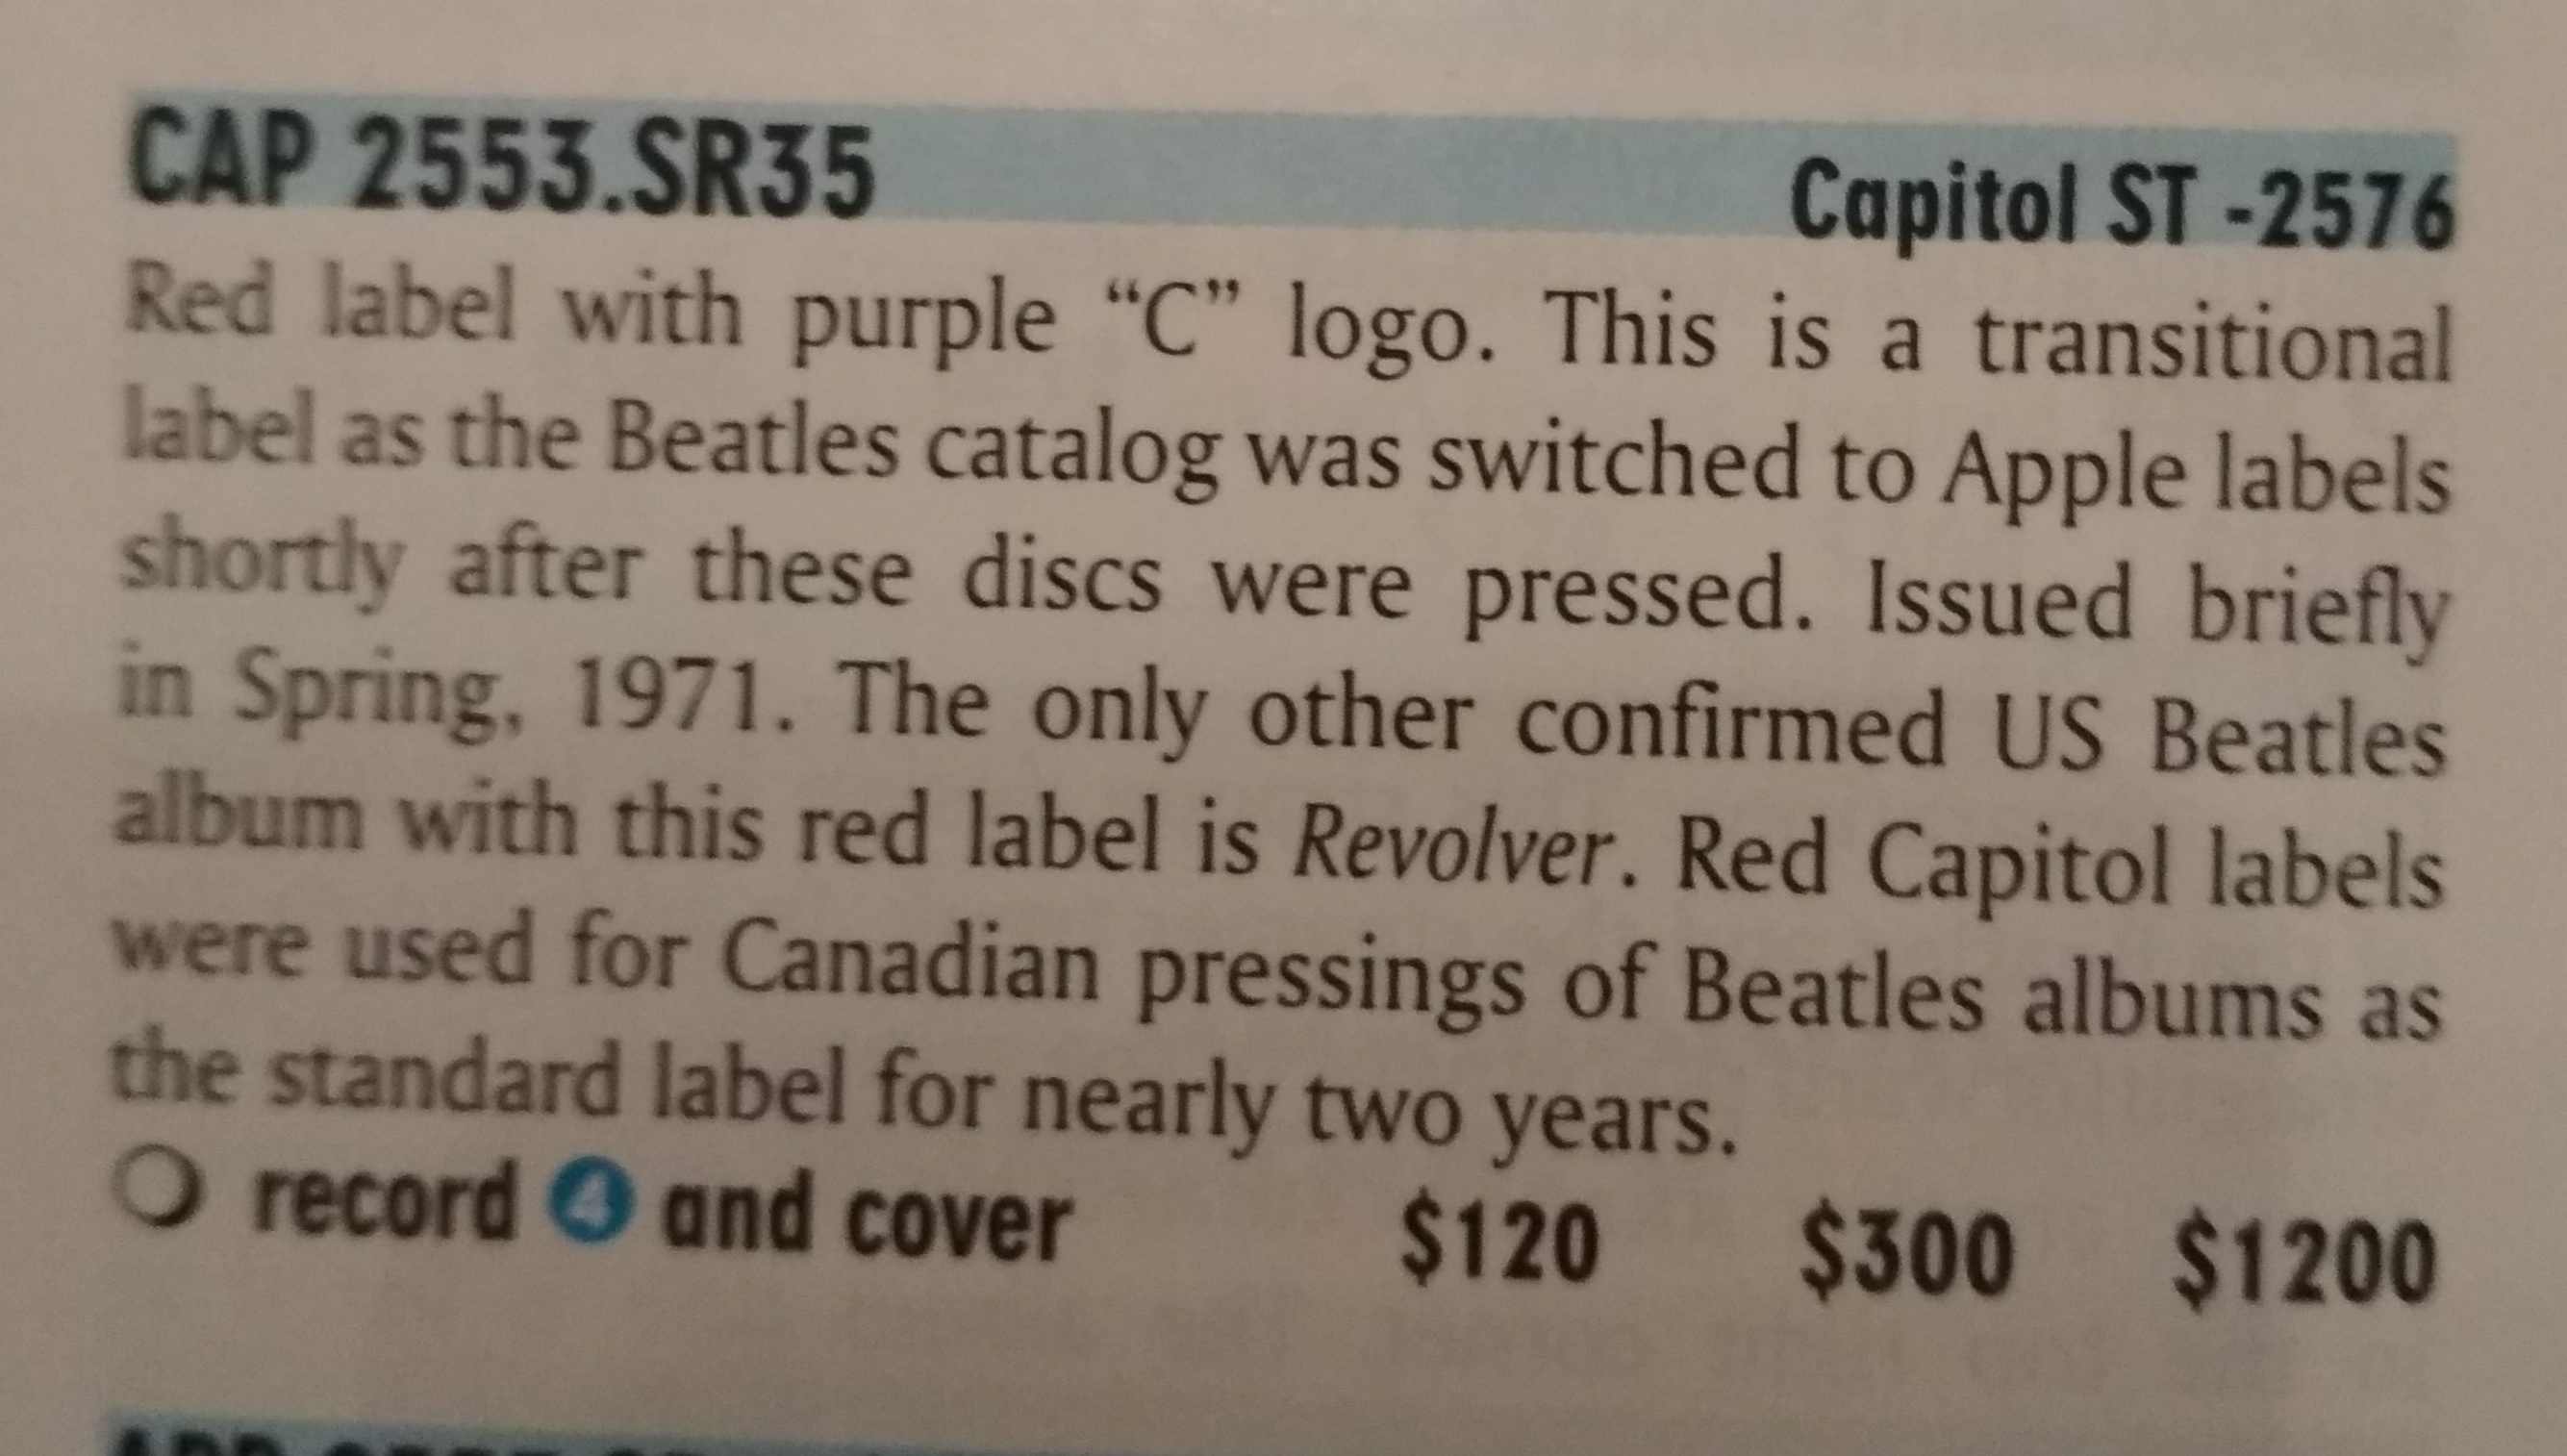 CAP 2553.SR35 Capitol ST -2576
Red label with purple “C” logo. This is a transitional
label as the Beatles catalog was switched to Apple labels
shortly after these discs were pressed. Issued briefly
in Spring, 1971. The only other confirmed US Beatles
album with this red label is Revolver. Red Capitol labels
were used for Canadian pressings of Beatles albums as
the standard label for nearly two years.
record 4 and cover $120 $300 $1200